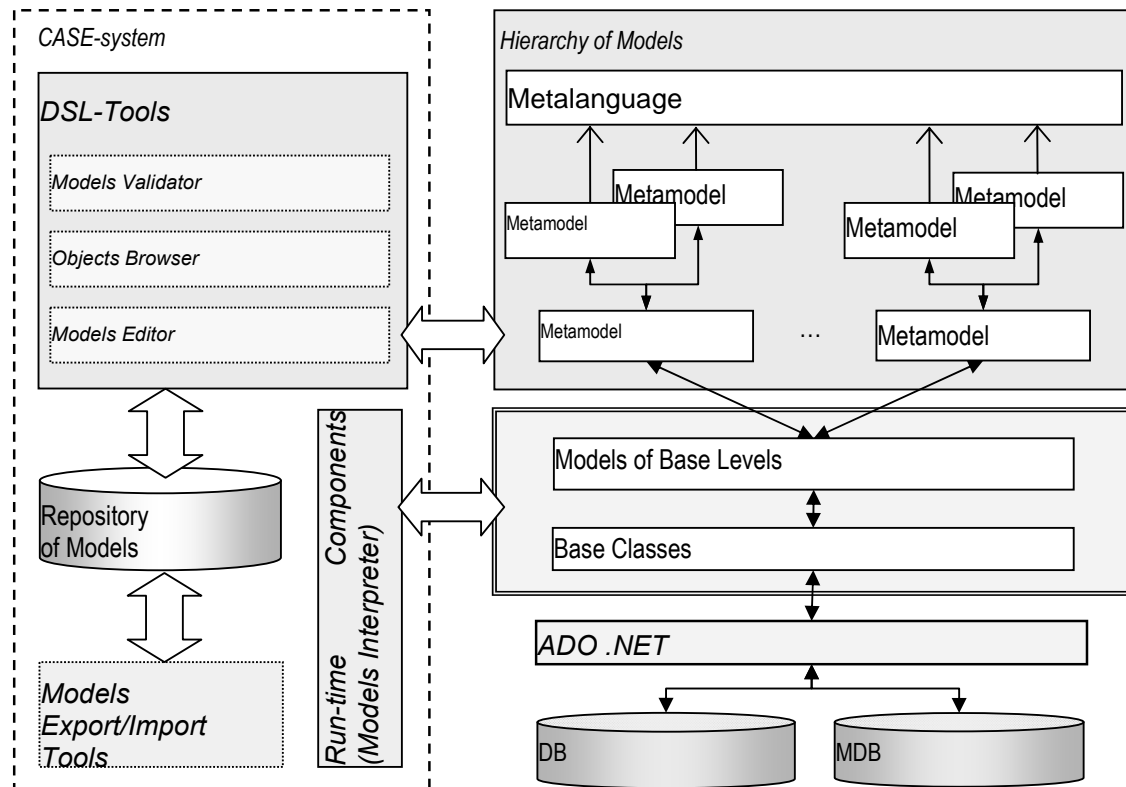 CASE-system
DSL-Tools
Models Validator
Objects Browser
Models Editor
Repository
of Models
Models
Export/Import
Tools
Run-time Components
(Models Interpreter)
Hierarchy of Models
Metalanguage
Metamodel
Metamodel
Metamodel
Metamodel
Metamodel
...
Metamodel
Models of Base Levels
Base Classes
ADO .NET
DB
MDB